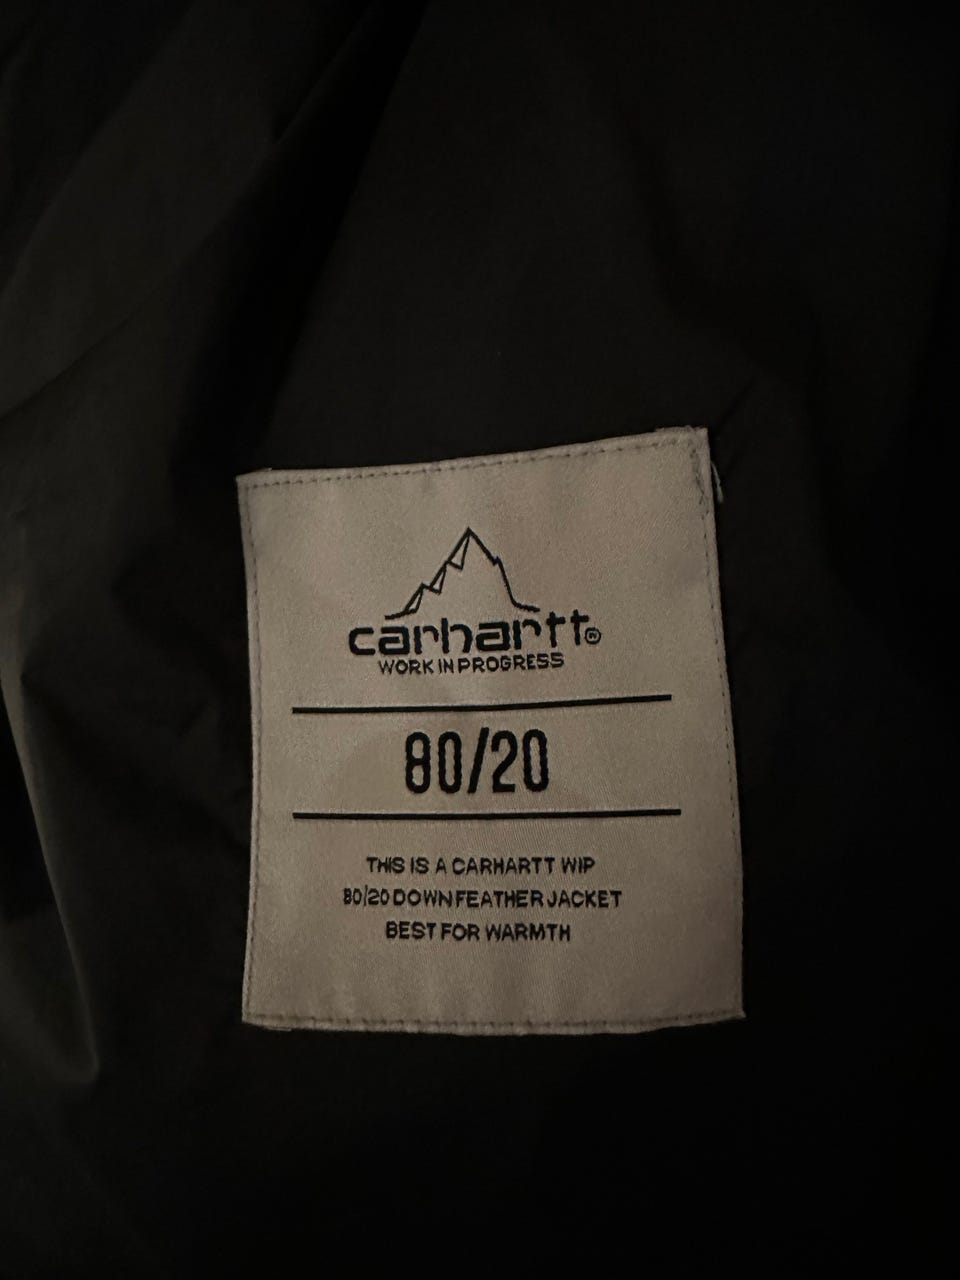 carhartt®
WORK IN PROGRESS
80/20
THIS IS A CARHARTT WIP
80/20 DOWN FEATHER JACKET
BEST FOR WARMTH